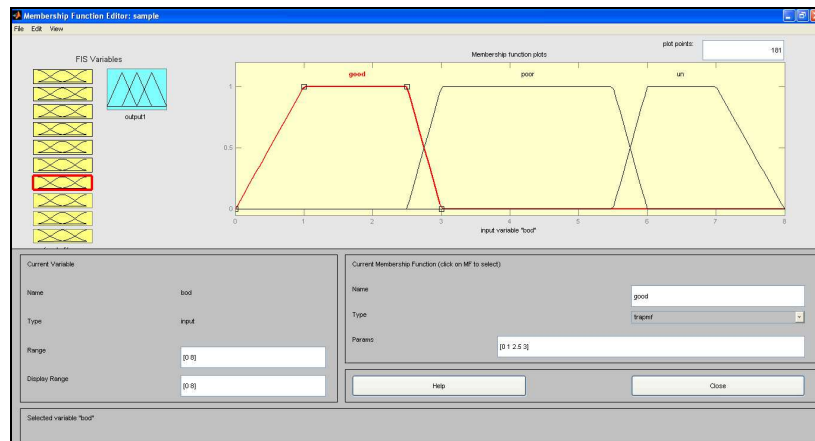 Membership Function Editor: sample
File Edit View
FIS Variables
output1
plot points:
181
Membership function plots
good poor un
1
0.5
0
0 1 2 3 4 5 6 7 8
input variable "bod"
Current Variable
Name bod
Type input
Range [0 8]
Display Range [0 8]
Current Membership Function (click on MF to select)
Name good
Type trapmf
Params [0 1 2.5 3]
Help Close
Selected variable "bod"